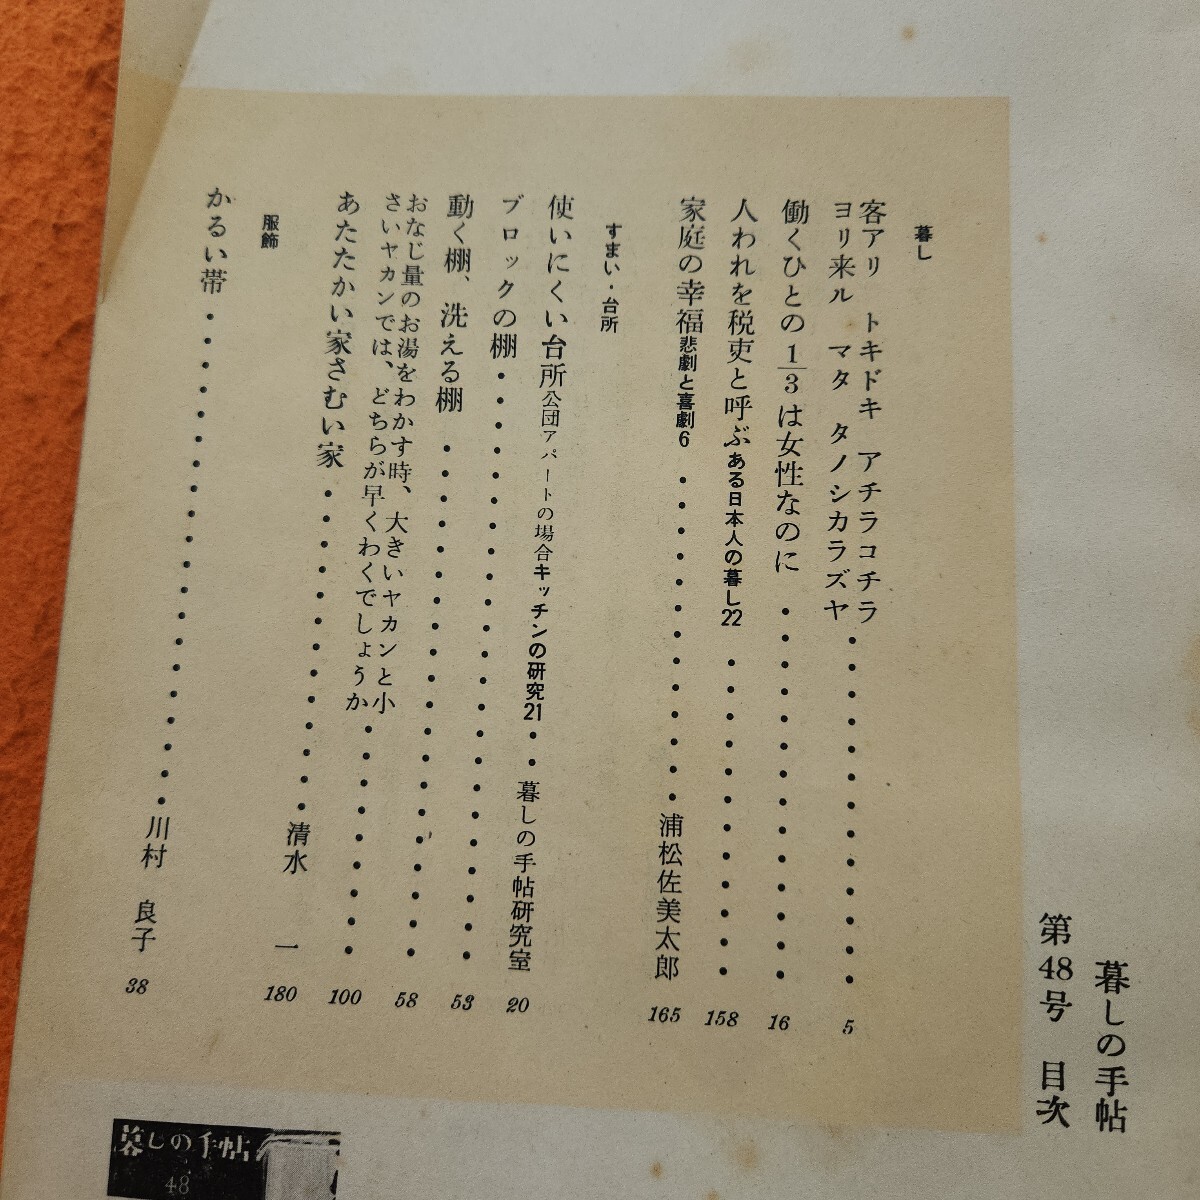 暮しの手帖
第48号 目次
暮し
客アリ トキドキ アチラコチラ
ヨリ来ル マタ タノシカラズヤ・・・・・・・・・・・・・・5
働くひとの1/3は女性なのに・・・・・・・・・・・・・・16
人われを税吏と呼ぶ ある日本人の暮し22・・・・・・・・・・・・158
家庭の幸福 悲劇と喜劇6・・・・・・・・・・・・・浦松佐美太郎 165
すまい・台所
使いにくい台所 公団アパートの場合 キッチンの研究21・・暮しの手帖研究室 20
ブロックの棚・・・・・・・・・・・・・・・・・・・・・・・53
動く棚、洗える棚・・・・・・・・・・・・・・・・・・・・58
おなじ量のお湯をわかす時、大きいヤカンと小
さいヤカンでは、どちらが早くわくでしょうか・・・・・・・・・100
あたたかい家さむい家・・・・・・・・・・・・・清水 一 180
服飾
かるい帯・・・・・・・・・・・・・・・・・・・・川村 良子 38
暮しの手帖
48